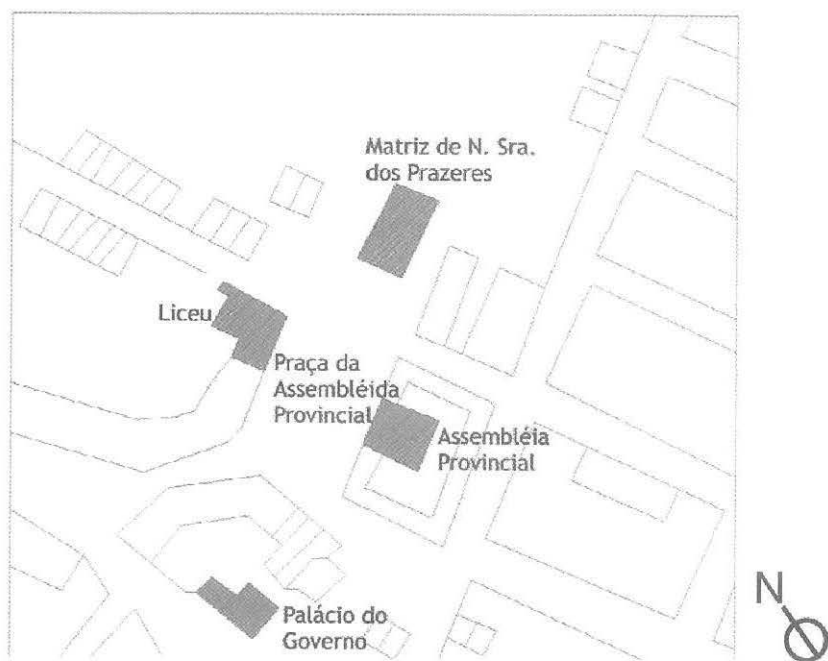 Matriz de N. Sra.
dos Prazeres
Liceu
Praça da
Assembléida
Provincial
Assembléia
Provincial
Palácio do
Governo
N